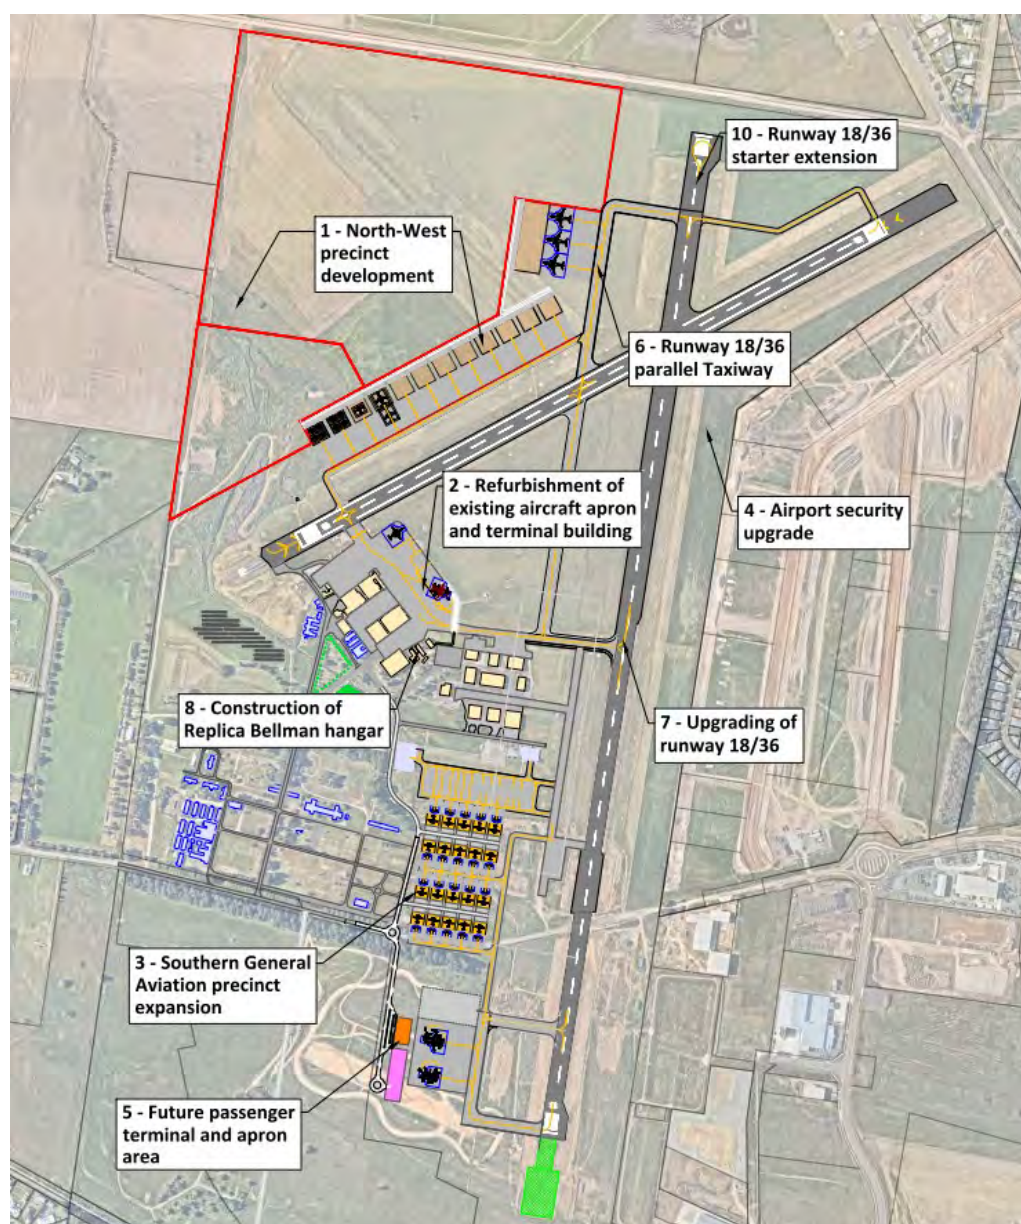 10 - Runway 18/36
starter extension
1 - North-West
precinct
development
6 - Runway 18/36
parallel Taxiway
2 - Refurbishment of
existing aircraft apron
and terminal building
4 - Airport security
upgrade
8 - Construction of
Replica Bellman hangar
7 - Upgrading of
runway 18/36
3 - Southern General
Aviation precinct
expansion
5 - Future passenger
terminal and apron
area